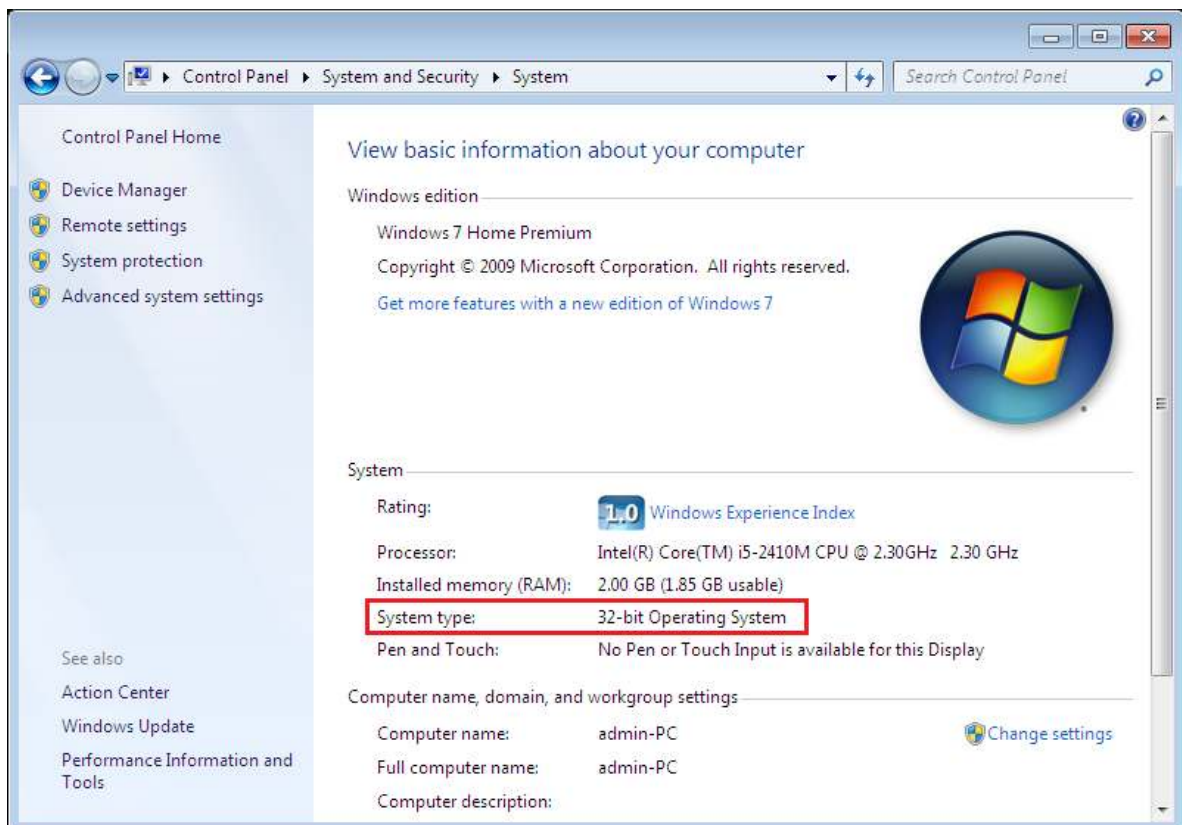 Control Panel System and Security System
Search Control Panel
Control Panel Home
Device Manager
Remote settings
System protection
Advanced system settings
See also
Action Center
Windows Update
Performance Information and
Tools
View basic information about your computer
Windows edition
Windows 7 Home Premium
Copyright © 2009 Microsoft Corporation. All rights reserved.
Get more features with a new edition of Windows 7
System
Rating: 1.0 Windows Experience Index
Processor: Intel(R) Core(TM) i5-2410M CPU @ 2.30GHz 2.30 GHz
Installed memory (RAM): 2.00 GB (1.85 GB usable)
System type: 32-bit Operating System
Pen and Touch: No Pen or Touch Input is available for this Display
Computer name, domain, and workgroup settings
Computer name: admin-PC Change settings
Full computer name: admin-PC
Computer description: